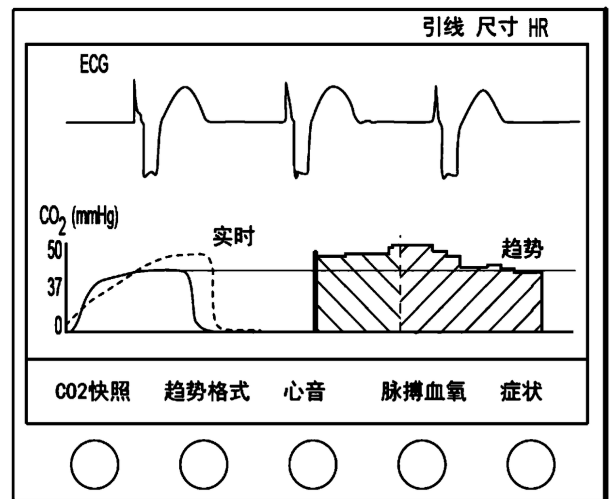 引线 尺寸 HR
ECG
CO₂ (mmHg)
实时
趋势
50
37
0
CO2快照 趋势格式 心音 脉搏血氧 症状